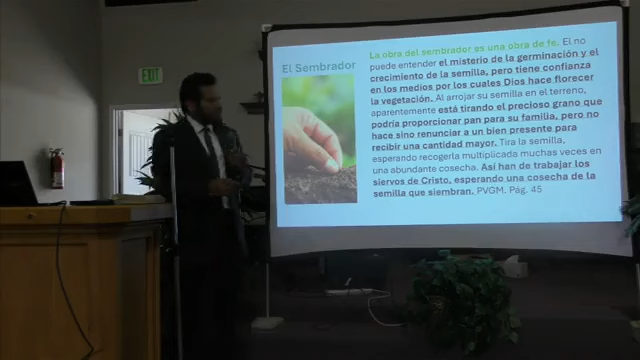 EXIT
El Sembrador
La obra del sembrador es una obra de fe. El no
puede entender el misterio de la germinación y el
crecimiento de la semilla, pero tiene confianza
en los medios por los cuales Dios hace florecer
la vegetación. Al arrojar su semilla en el terreno,
aparentemente está tirando el precioso grano que
podría proporcionar pan para su familia, pero no
hace sino renunciar a un bien presente para
recibir una cantidad mayor. Tira la semilla,
esperando recogerla multiplicada muchas veces en
una abundante cosecha. Así han de trabajar los
siervos de Cristo, esperando una cosecha de la
semilla que siembran. PVGM. Pág. 45